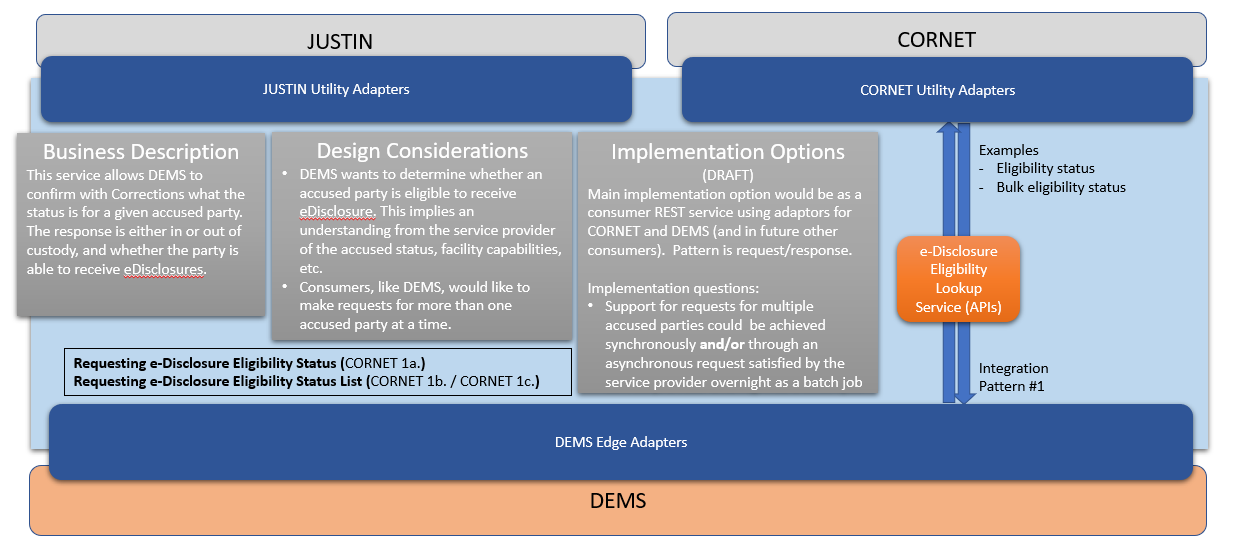 JUSTIN
CORNET
JUSTIN Utility Adapters
CORNET Utility Adapters
Business Description
This service allows DEMS to
confirm with Corrections what the
status is for a given accused party.
The response is either in or out of
custody, and whether the party is
able to receive eDisclosures.
Design Considerations
• DEMS wants to determine whether an
accused party is eligible to receive
eDisclosure. This implies an
understanding from the service provider
of the accused status, facility capabilities,
etc.
• Consumers, like DEMS, would like to
make requests for more than one
accused party at a time.
Implementation Options
(DRAFT)
Main implementation option would be as a
consumer REST service using adaptors for
CORNET and DEMS (and in future other
consumers). Pattern is request/response.
Implementation questions:
• Support for requests for multiple
accused parties could be achieved
synchronously and/or through an
asynchronous request satisfied by the
service provider overnight as a batch job
Examples
- Eligibility status
- Bulk eligibility status
e-Disclosure
Eligibility
Lookup
Service (APIs)
Integration
Pattern #1
Requesting e-Disclosure Eligibility Status (CORNET 1a.)
Requesting e-Disclosure Eligibility Status List (CORNET 1b. / CORNET 1c.)
DEMS Edge Adapters
DEMS